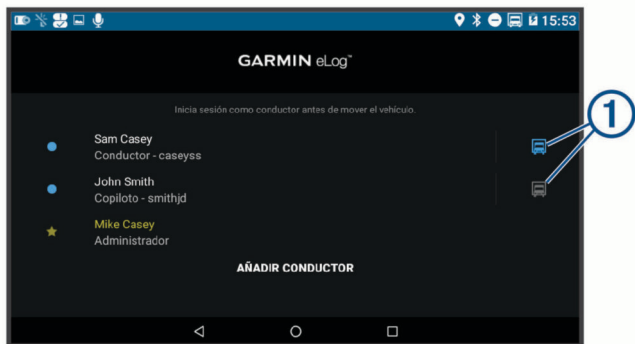 15:53
GARMIN eLog™
Inicia sesión como conductor antes de mover el vehículo.
Sam Casey
Conductor - caseyss
John Smith
Copiloto - smithjd
Mike Casey
Administrador
AÑADIR CONDUCTOR
1